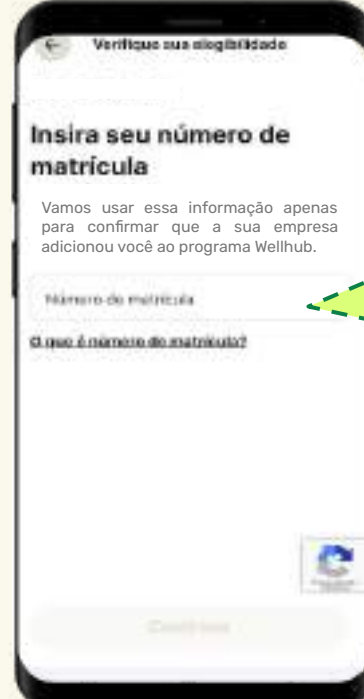 Verifique sua elegibilidade
Insira seu número de
matrícula
Vamos usar essa informação apenas
para confirmar que a sua empresa
adicionou você ao programa Wellhub.
Número de matrícula
O que é número de matrícula?
Continuar